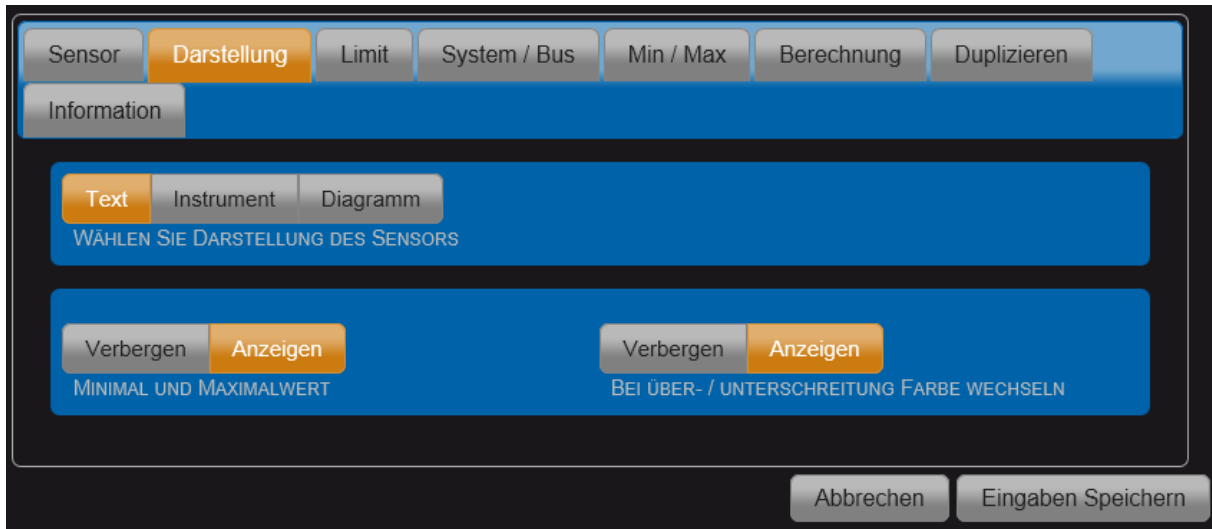 Sensor Darstellung Limit System / Bus Min / Max Berechnung Duplizieren
Information
Text Instrument Diagramm
WÄHLEN SIE DARSTELLUNG DES SENSORS
Verbergen Anzeigen Verbergen Anzeigen
MINIMAL UND MAXIMALWERT BEI ÜBER- / UNTERSCHREITUNG FARBE WECHSELN
Abbrechen Eingaben Speichern